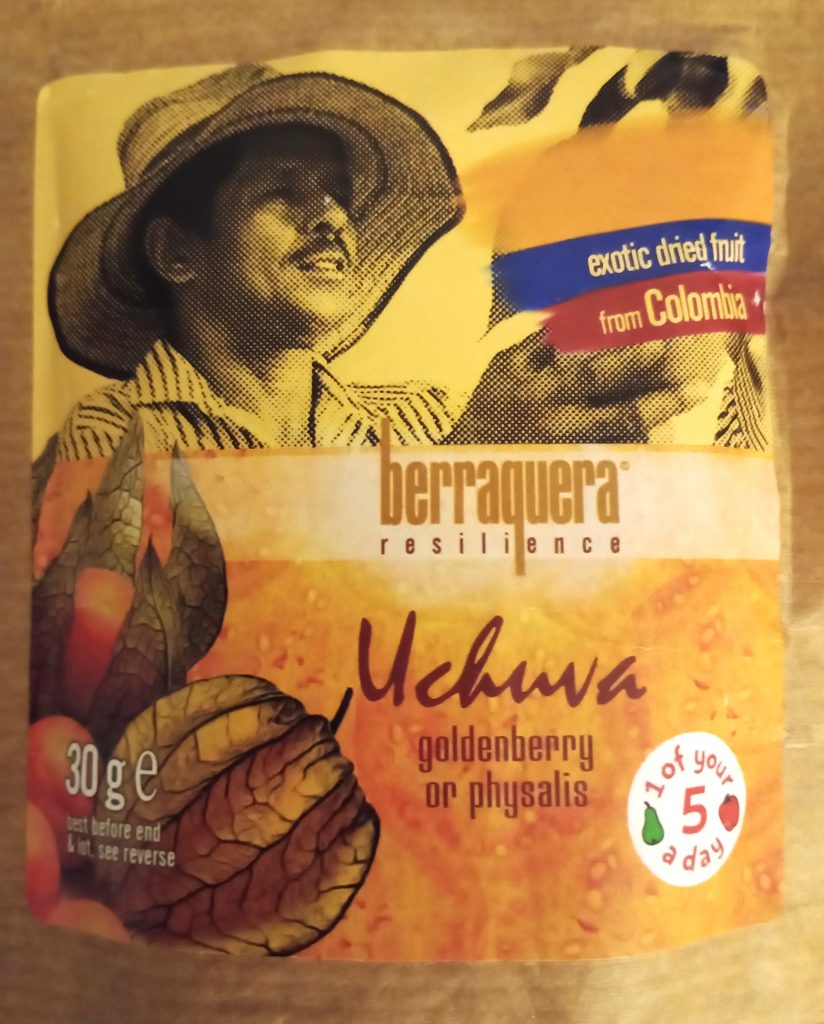 exotic dried fruit
from Colombia
berraquera®
resilience
Uchuva
goldenberry
or physalis
30 g ℮
best before end
& lot, see reverse
1 of your
5
a day